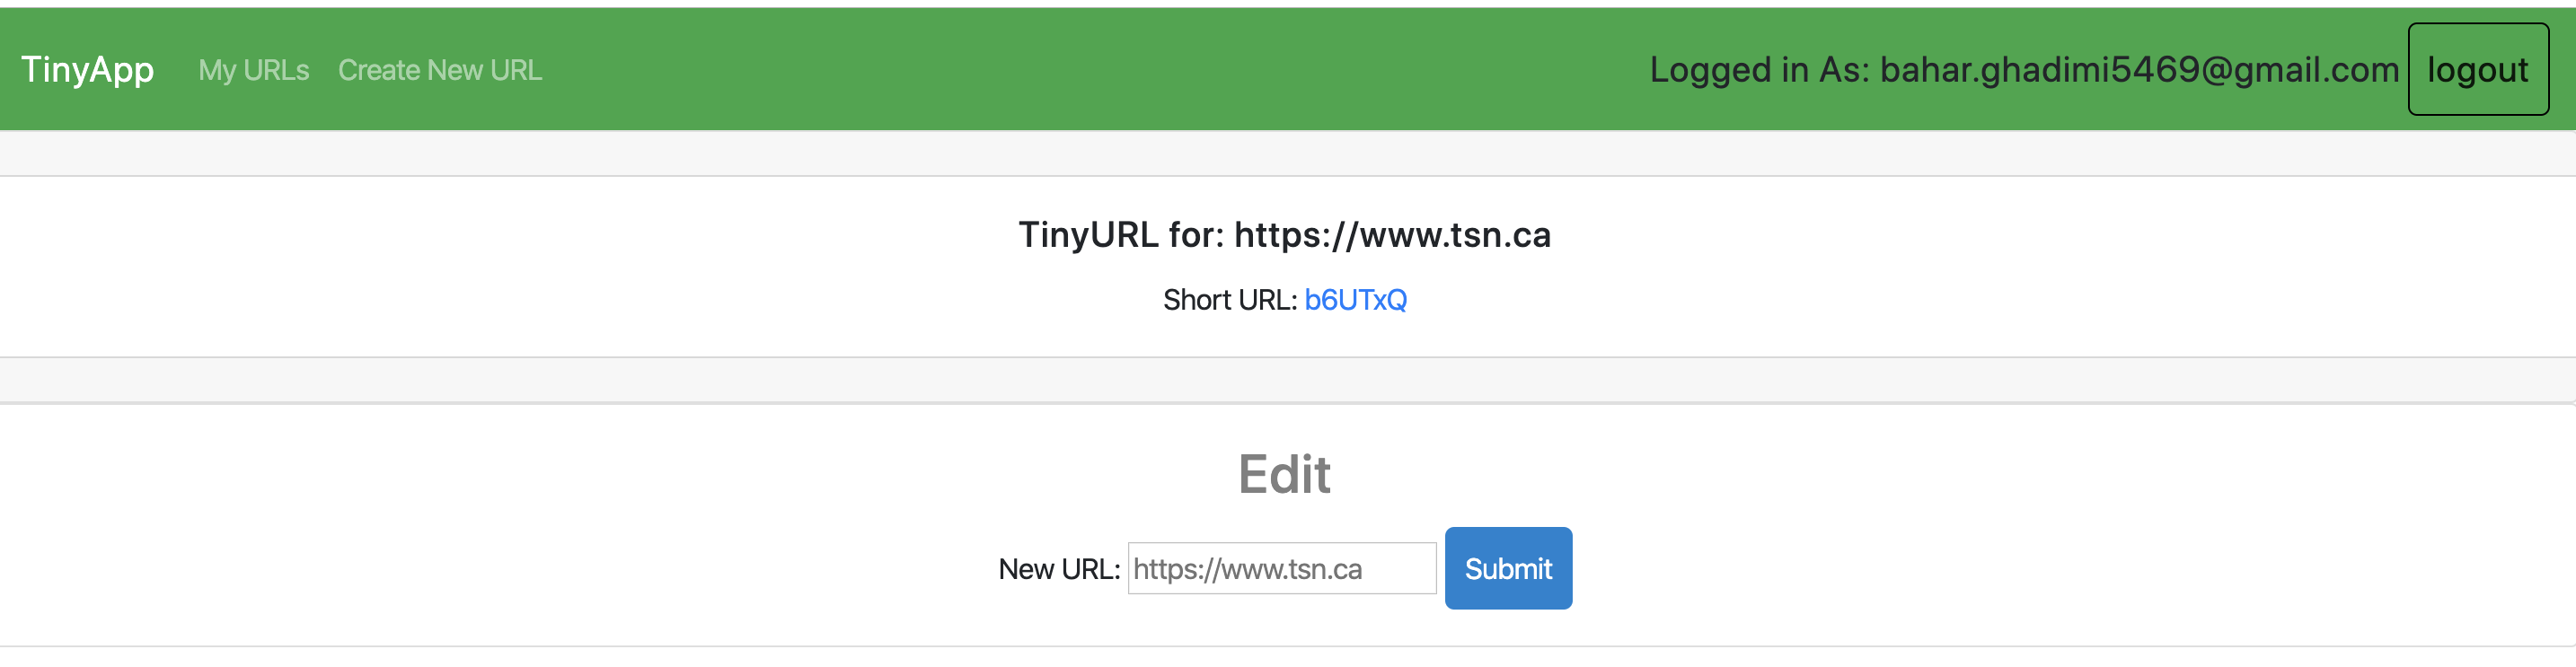 TinyApp My URLs Create New URL Logged in As: bahar.ghadimi5469@gmail.com logout
TinyURL for: https://www.tsn.ca
Short URL: b6UTxQ
Edit
New URL: https://www.tsn.ca Submit